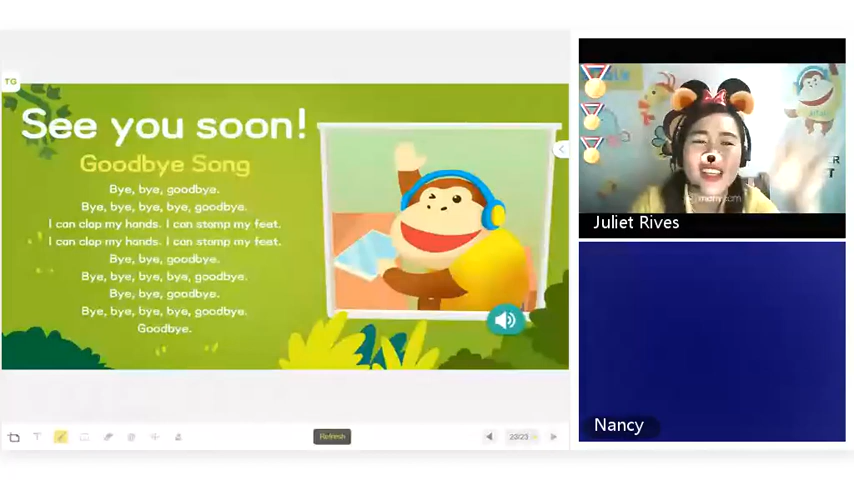 TG
See you soon!
Goodbye Song
Bye, bye, goodbye.
Bye, bye, bye, bye, goodbye.
I can clap my hands. I can stamp my feet.
I can clap my hands. I can stamp my feet.
Bye, bye, goodbye.
Bye, bye, bye, bye, goodbye.
Bye, bye, goodbye.
Bye, bye, bye, bye, goodbye.
Goodbye.
Refresh
23/23
Juliet Rives
Nancy